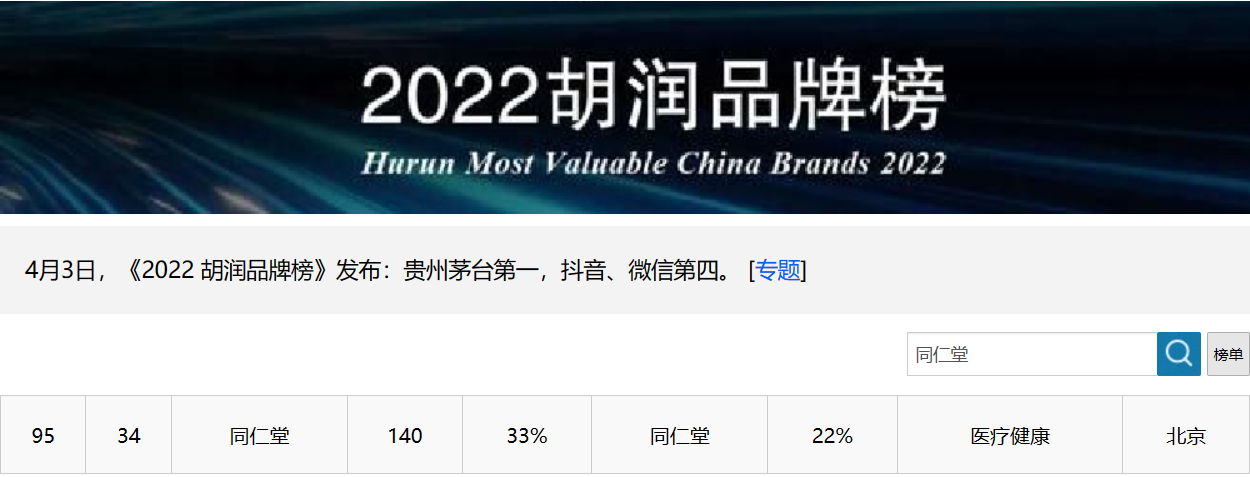 2022胡润品牌榜
Hurun Most Valuable China Brands 2022
4月3日，《2022 胡润品牌榜》发布：贵州茅台第一，抖音、微信第四。 [专题]
同仁堂 榜单
95 34 同仁堂 140 33% 同仁堂 22% 医疗健康 北京